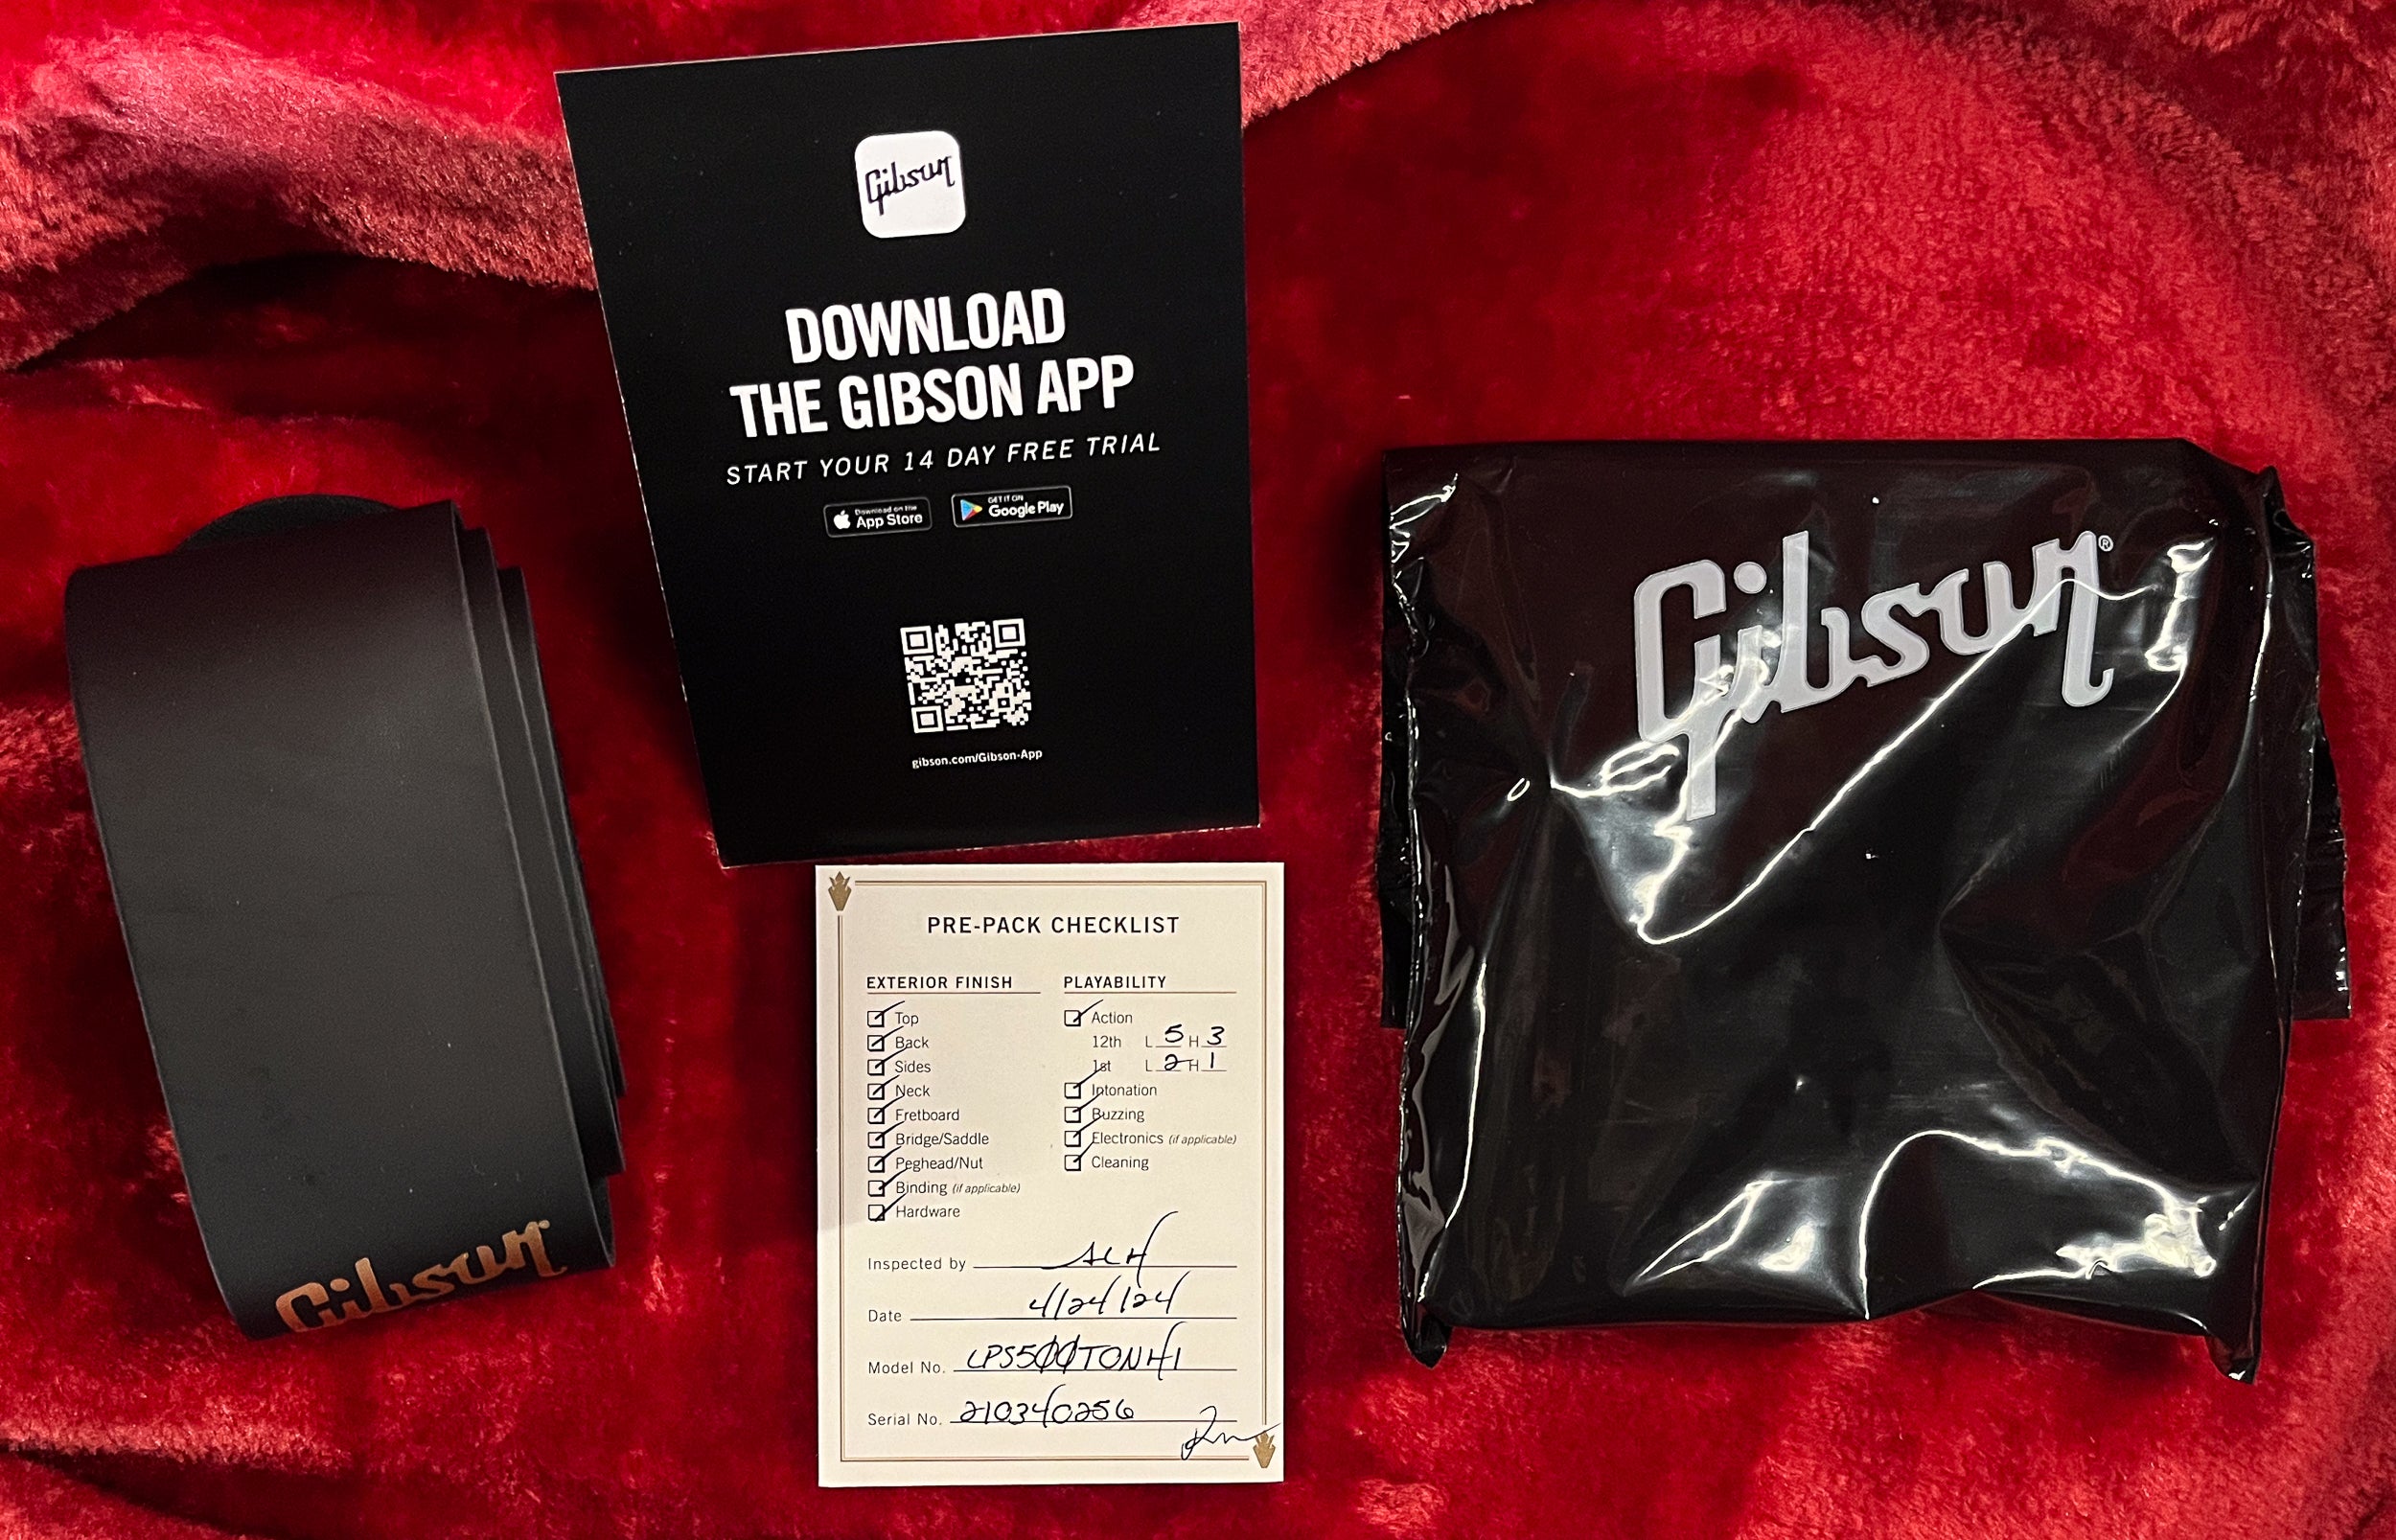 Gibson
DOWNLOAD
THE GIBSON APP
START YOUR 14 DAY FREE TRIAL
Download on the
App Store
GET IT ON
Google Play
gibson.com/Gibson-App
Gibson®
Gibson
PRE-PACK CHECKLIST
EXTERIOR FINISH
Top
Back
Sides
Neck
Fretboard
Bridge/Saddle
Peghead/Nut
Binding (if applicable)
Hardware
PLAYABILITY
Action
12th L 5 H 3
1st L 2 H 1
Intonation
Buzzing
Electronics (if applicable)
Cleaning
Inspected by ACH
Date 4/24/24
Model No. LPS500TONH1
Serial No. 210340256